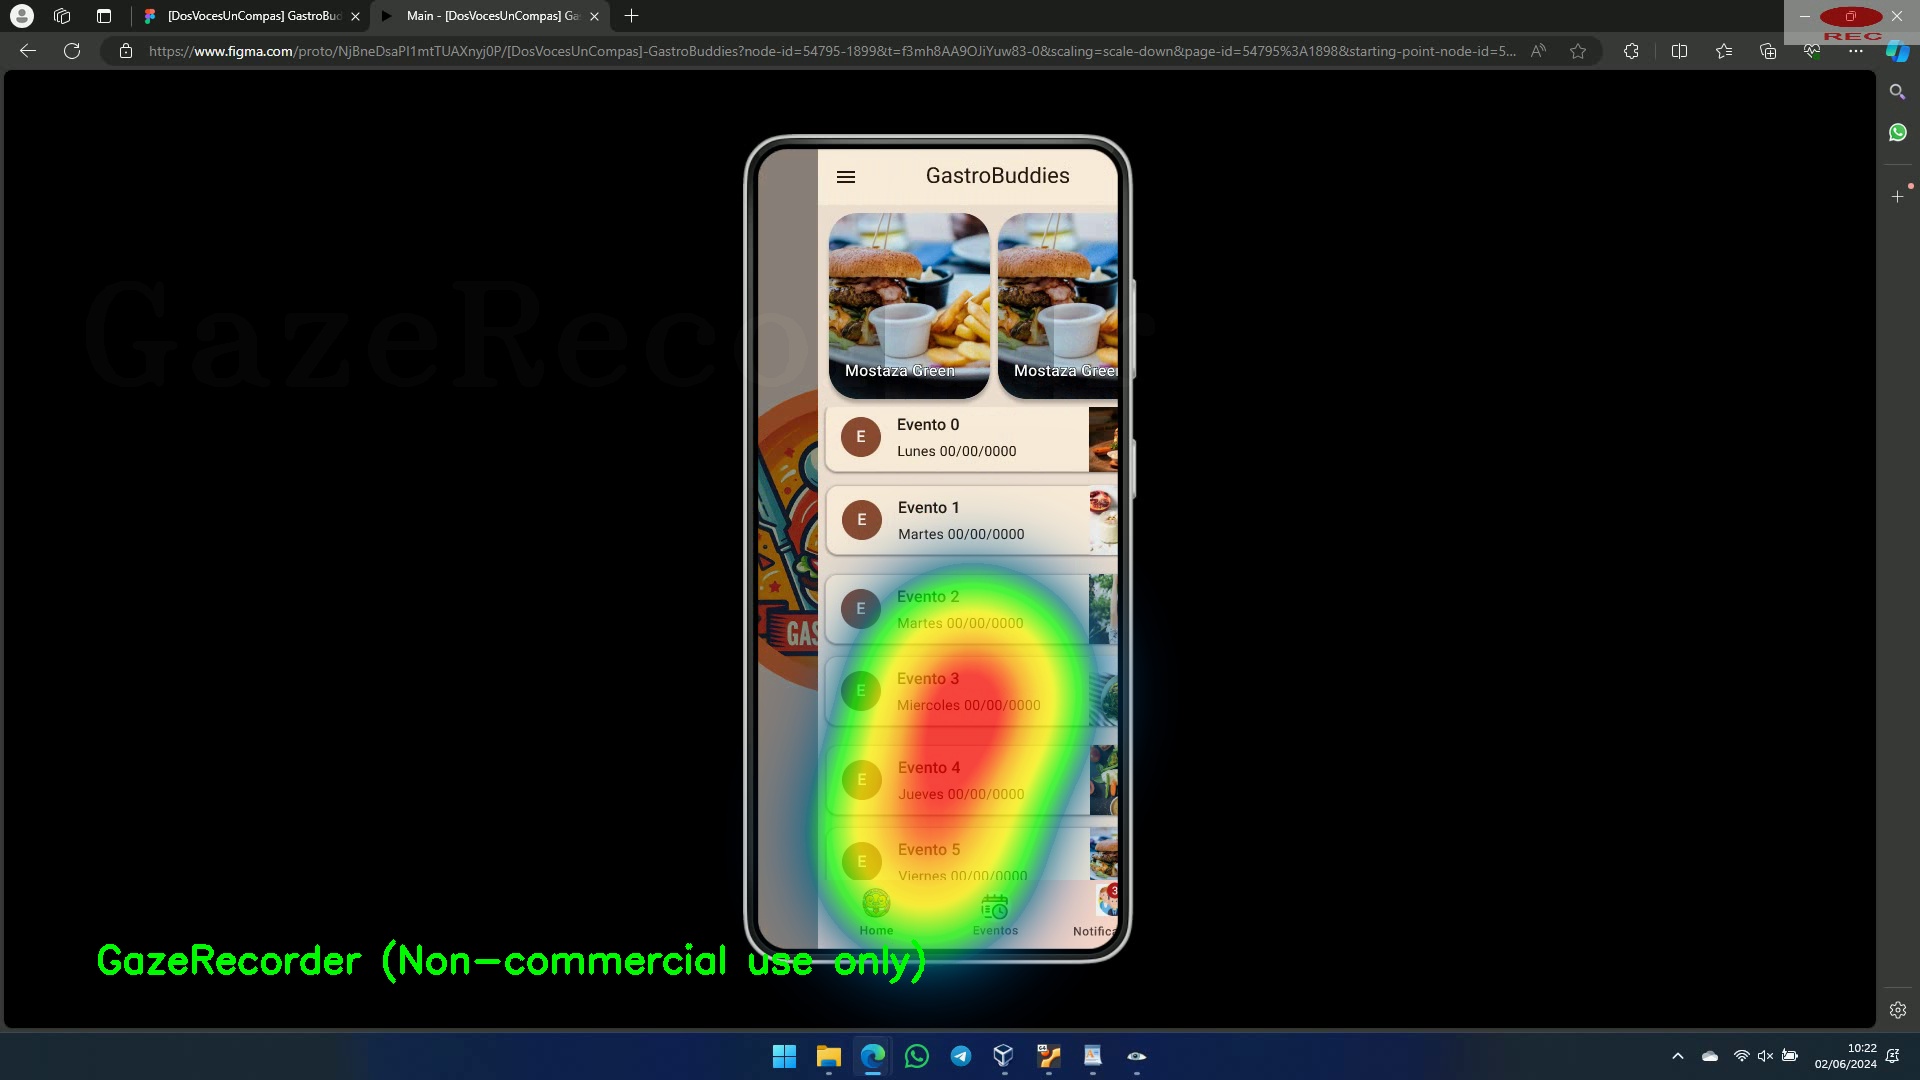 [DosVocesUnCompas] GastroBud
Main - [DosVocesUnCompas] Ga
REC
https://www.figma.com/proto/NjBneDsaPI1mtTUAXnyj0P/[DosVocesUnCompas]-GastroBuddies?node-id=54795-1899&t=f3mh8AA9OJiYuw83-0&scaling=scale-down&page-id=54795%3A1898&starting-point-node-id=5...
GastroBuddies
GazeRecorder
Mostaza Green
Mostaza Green
Evento 0
Lunes 00/00/0000
Evento 1
Martes 00/00/0000
Evento 2
Martes 00/00/0000
GAS
Evento 3
Miercoles 00/00/0000
Evento 4
Jueves 00/00/0000
Evento 5
Viernes 00/00/0000
E
E
E
E
E
E
3
Home
Eventos
Notifica
GazeRecorder (Non-commercial use only)
10:22
02/06/2024